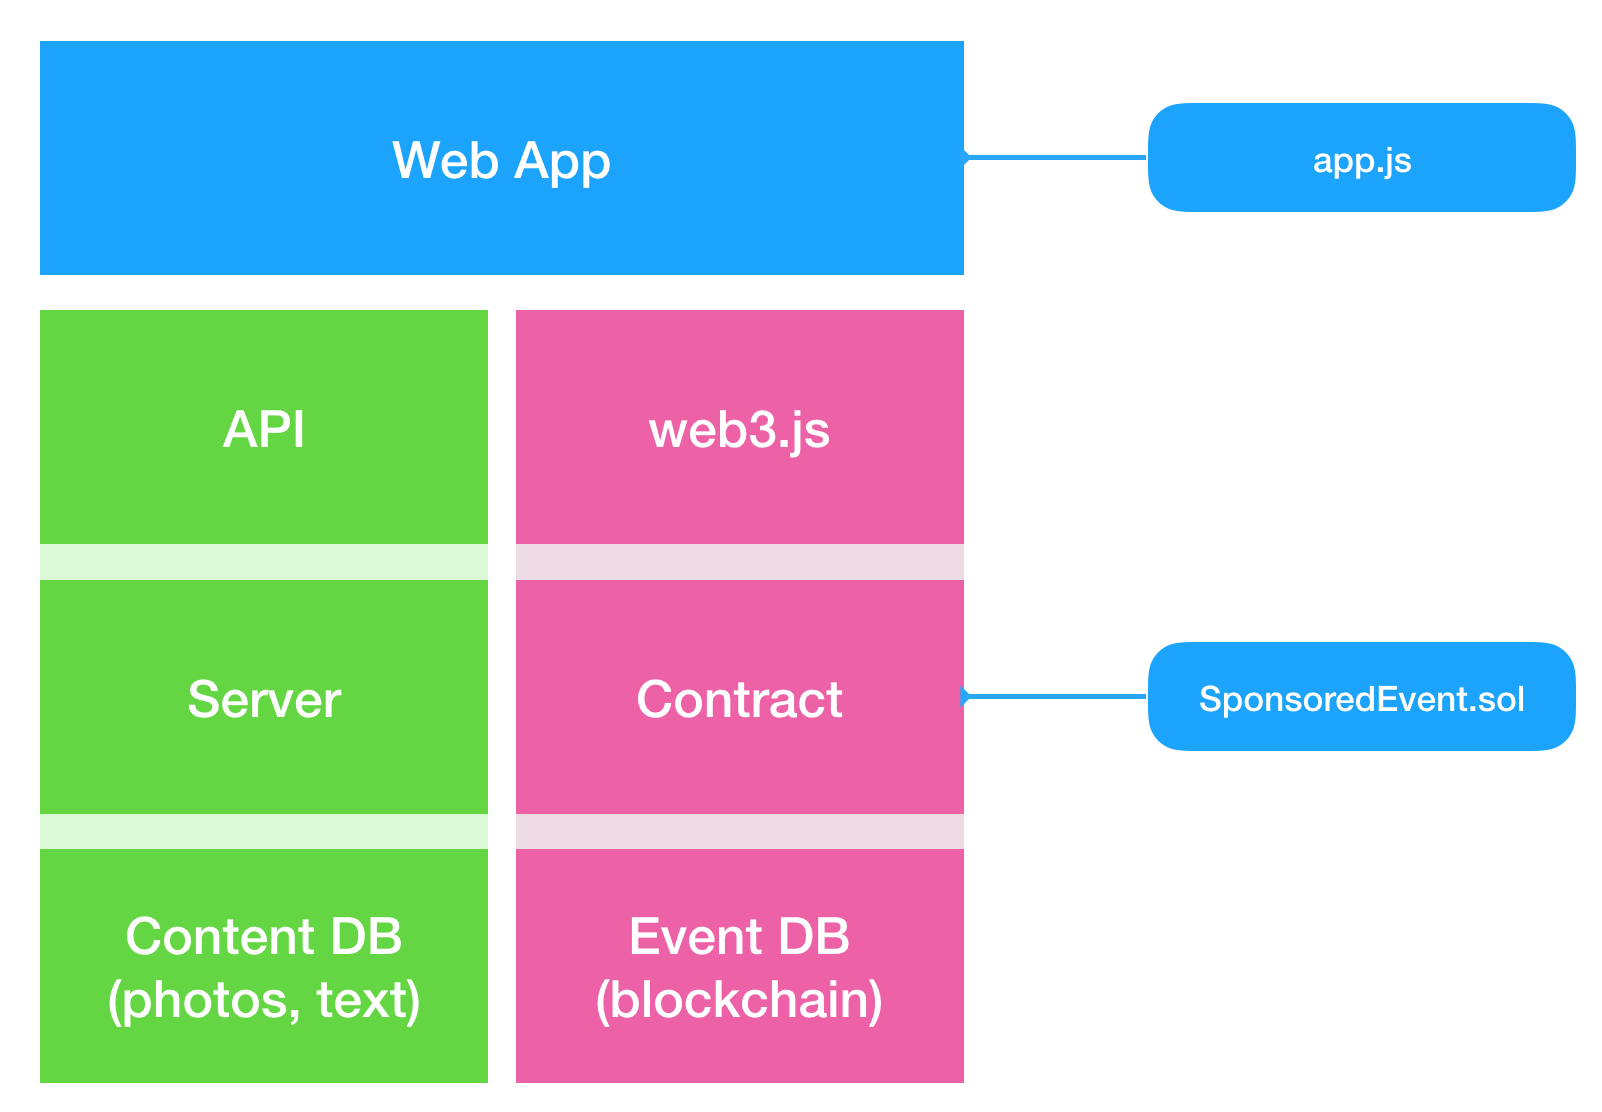 Web App
app.js
API
web3.js
Server
Contract
SponsoredEvent.sol
Content DB
(photos, text)
Event DB
(blockchain)